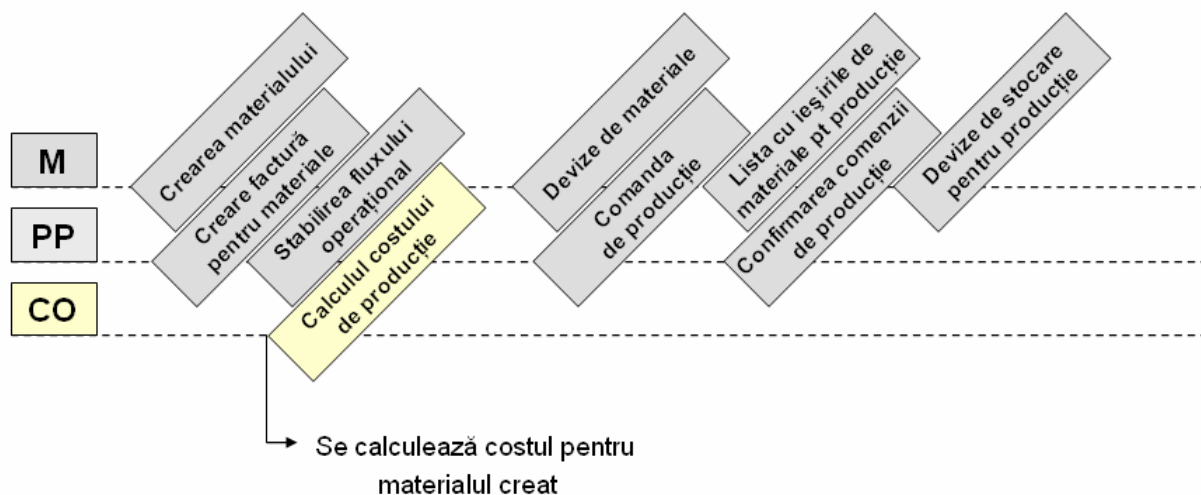 M
PP
CO
Crearea materialului
Creare factură
pentru materiale
Stabilirea fluxului
operațional
Calculul costului
de producție
Devize de materiale
Comanda
de producție
Lista cu ieșirile de
materiale pt producție
Confirmarea comenzii
de producție
Devize de stocare
pentru producție
Se calculează costul pentru
materialul creat